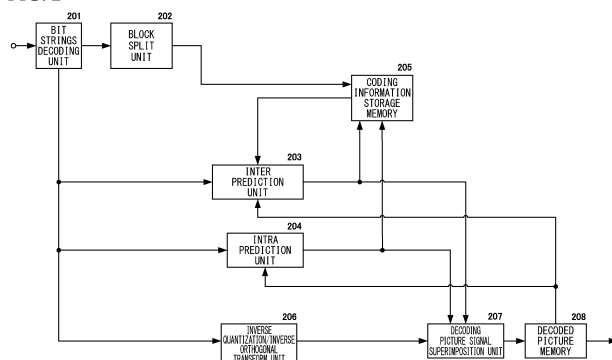 201
BIT
STRINGS
DECODING
UNIT
202
BLOCK
SPLIT
UNIT
205
CODING
INFORMATION
STORAGE
MEMORY
203
INTER
PREDICTION
UNIT
204
INTRA
PREDICTION
UNIT
206
INVERSE
QUANTIZATION/INVERSE
ORTHOGONAL
TRANSFORM UNIT
207
DECODING
PICTURE SIGNAL
SUPERIMPOSITION UNIT
208
DECODED
PICTURE
MEMORY